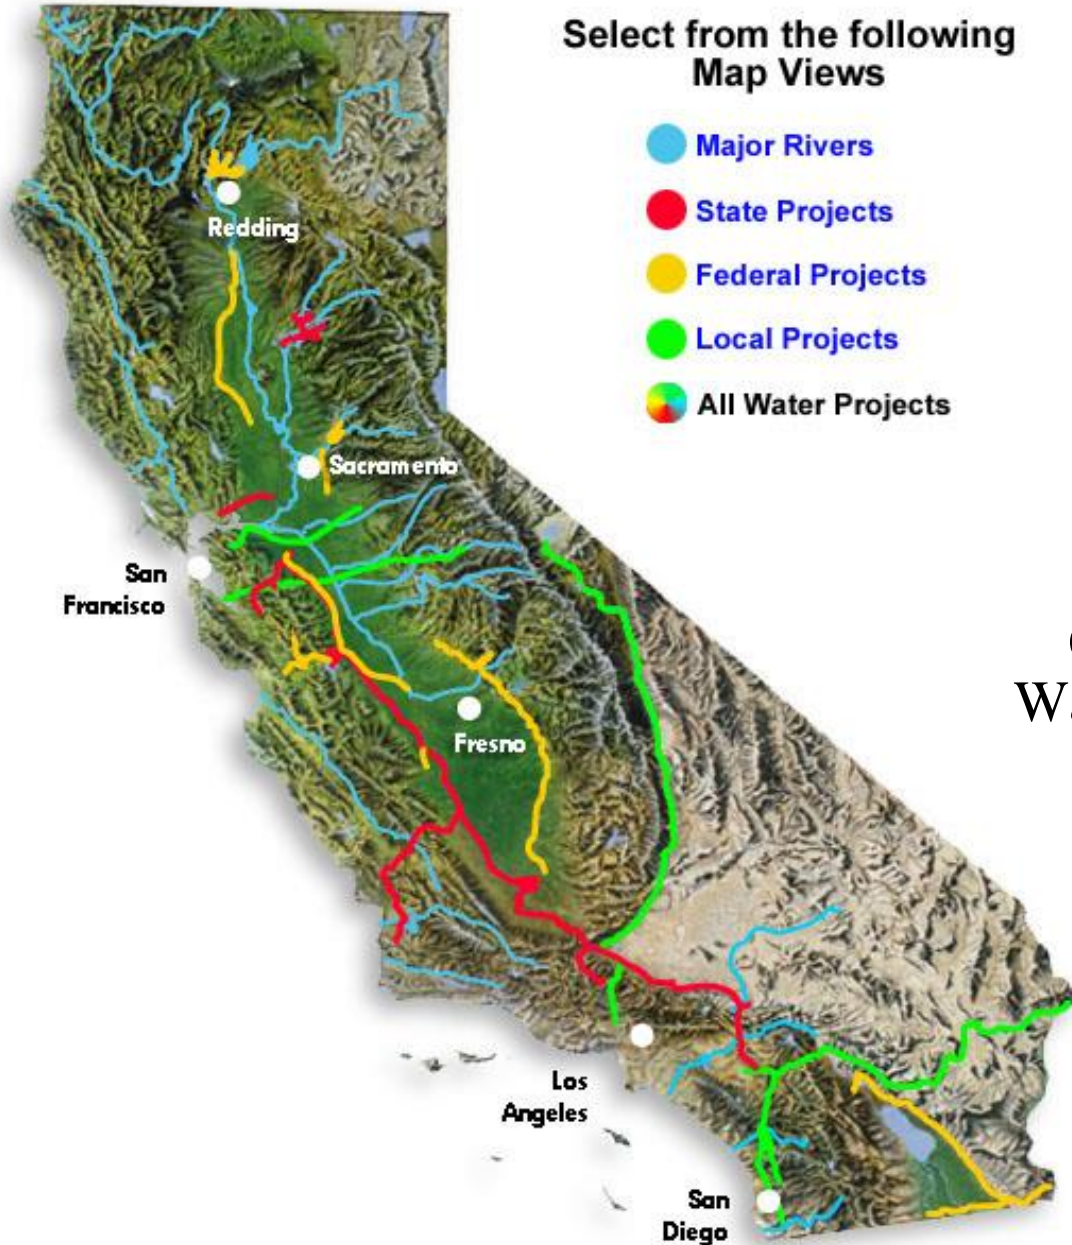 Select from the following
Map Views
Major Rivers
State Projects
Federal Projects
Local Projects
All Water Projects
Redding
Sacramento
San
Francisco
Fresno
Los
Angeles
San
Diego